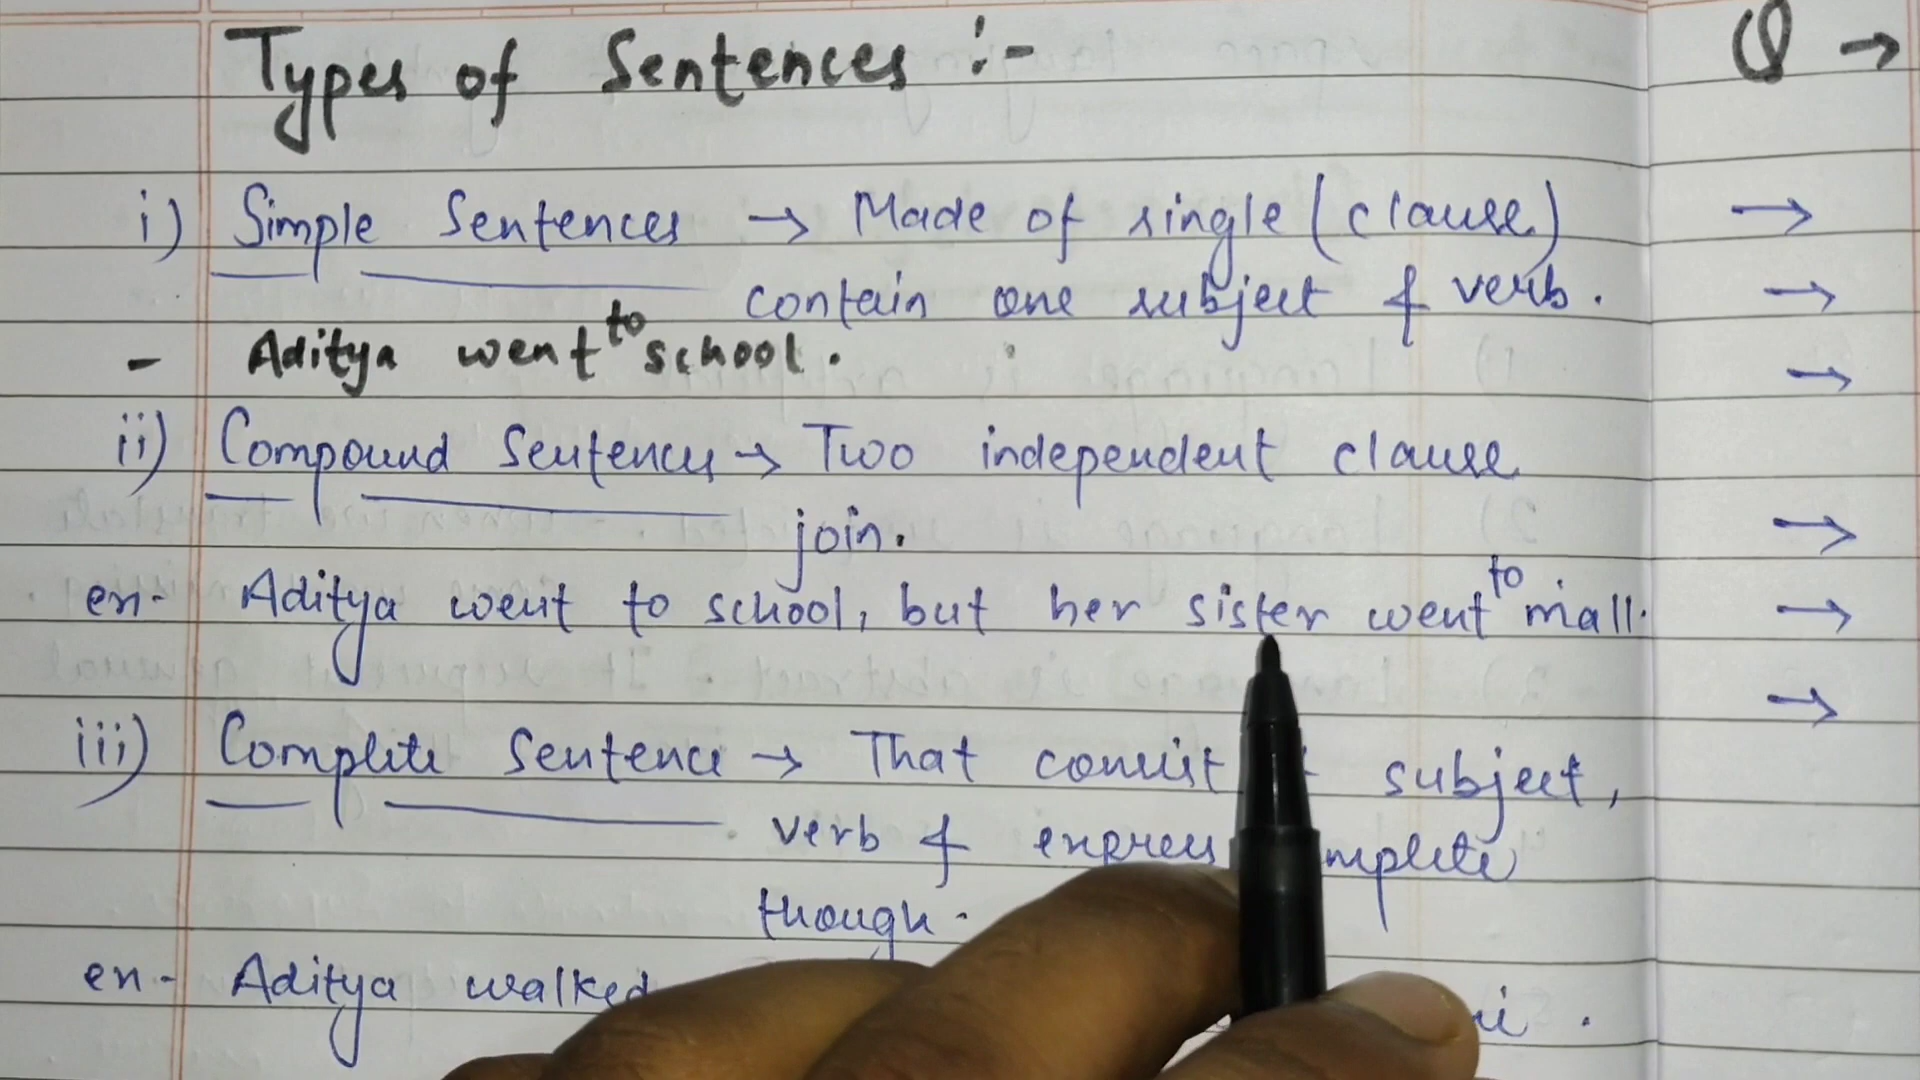 Types of Sentences :-
Q →
i) Simple Sentences → Made of single (clause) →
contain one subject & verb. →
- Aditya went to school. →
ii) Compound Sentences → Two independent clause
join. →
ex- Aditya went to school, but her sister went to mall. →
→
iii) Complete Sentence → That consist subject,
verb & express mplete
though.
ex- Aditya walked